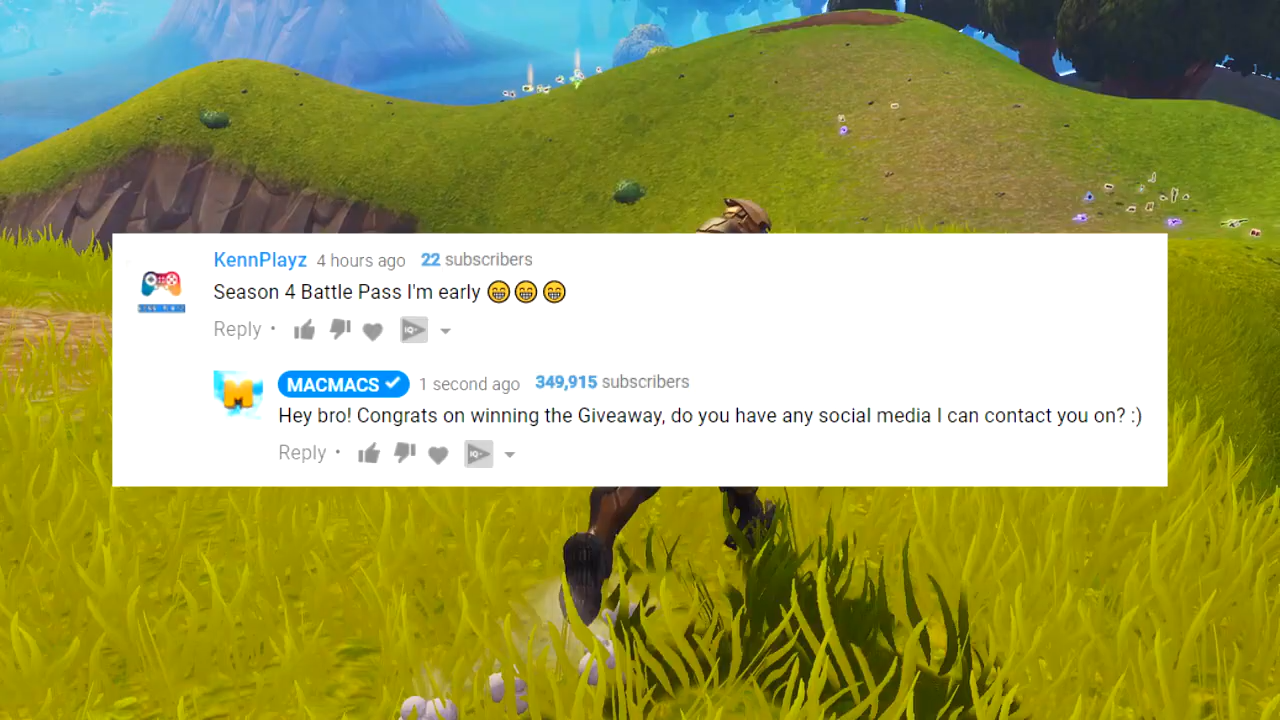 KennPlayz 4 hours ago 22 subscribers
Season 4 Battle Pass I'm early 😁😁😁
Reply •
MACMACS ✓ 1 second ago 349,915 subscribers
Hey bro! Congrats on winning the Giveaway, do you have any social media I can contact you on? :)
Reply •